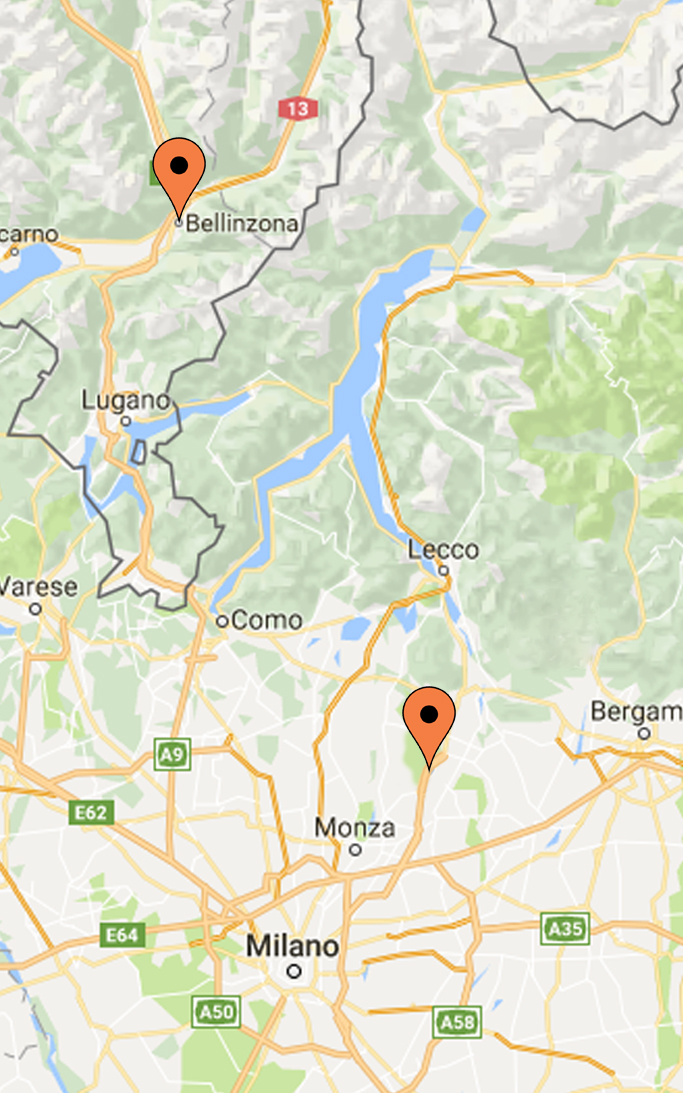 13
Bellinzona
carno
Lugano
Lecco
Varese
Como
Bergam
A9
E62
Monza
A35
E64
Milano
A50
A58